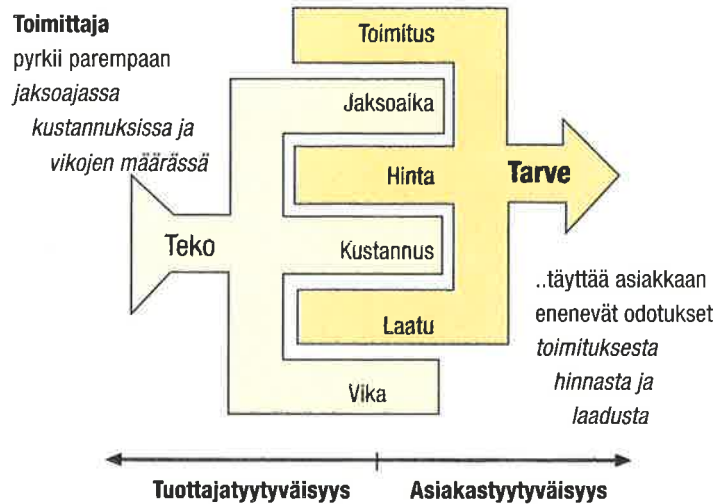 Toimittaja
pyrkii parempaan
jaksoajassa
kustannuksissa ja
vikojen määrässä
Toimitus
Jaksoaika
Hinta
Tarve
Teko
Kustannus
Laatu
Vika
..täyttää asiakkaan
enenevät odotukset
toimituksesta
hinnasta ja
laadusta
Tuottajatyytyväisyys
Asiakastyytyväisyys